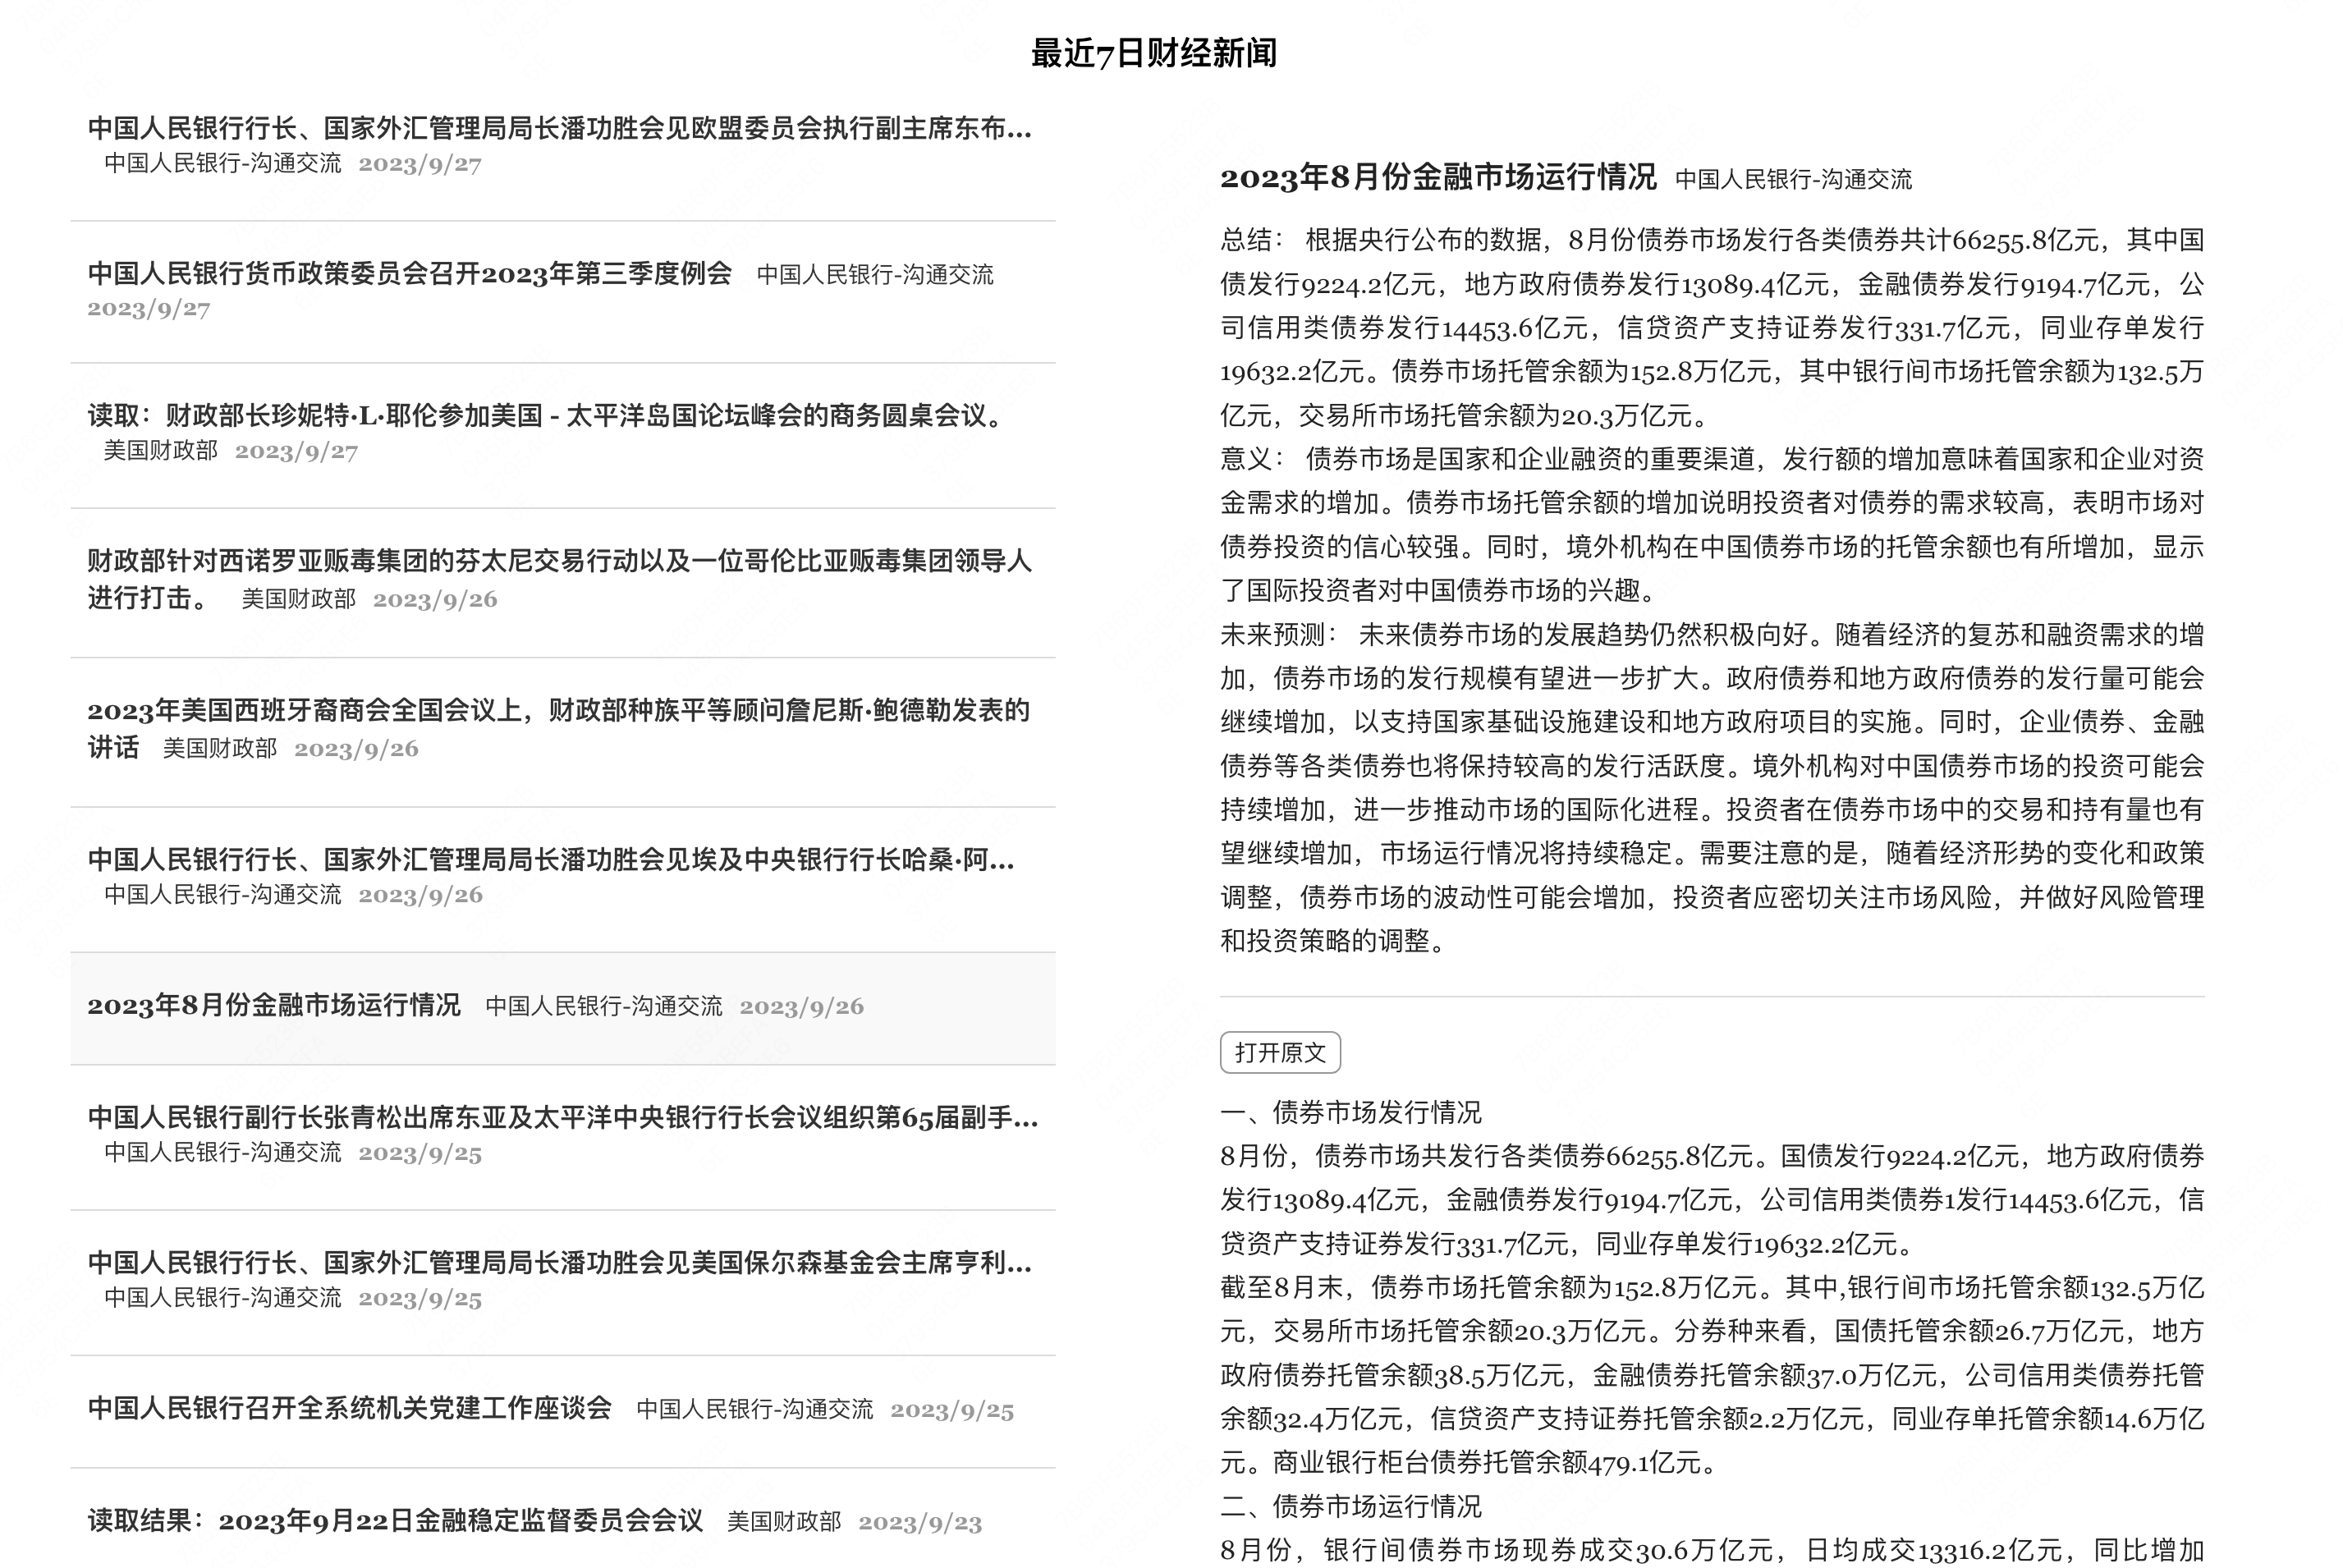 最近7日财经新闻
中国人民银行行长、国家外汇管理局局长潘功胜会见欧盟委员会执行副主席东布...
中国人民银行-沟通交流 2023/9/27
中国人民银行货币政策委员会召开2023年第三季度例会 中国人民银行-沟通交流
2023/9/27
读取：财政部长珍妮特·L·耶伦参加美国 - 太平洋岛国论坛峰会的商务圆桌会议。
美国财政部 2023/9/27
财政部针对西诺罗亚贩毒集团的芬太尼交易行动以及一位哥伦比亚贩毒集团领导人
进行打击。 美国财政部 2023/9/26
2023年美国西班牙裔商会全国会议上，财政部种族平等顾问詹尼斯·鲍德勒发表的
讲话 美国财政部 2023/9/26
中国人民银行行长、国家外汇管理局局长潘功胜会见埃及中央银行行长哈桑·阿...
中国人民银行-沟通交流 2023/9/26
2023年8月份金融市场运行情况 中国人民银行-沟通交流 2023/9/26
中国人民银行副行长张青松出席东亚及太平洋中央银行行长会议组织第65届副手...
中国人民银行-沟通交流 2023/9/25
中国人民银行行长、国家外汇管理局局长潘功胜会见美国保尔森基金会主席亨利...
中国人民银行-沟通交流 2023/9/25
中国人民银行召开全系统机关党建工作座谈会 中国人民银行-沟通交流 2023/9/25
读取结果：2023年9月22日金融稳定监督委员会会议 美国财政部 2023/9/23
2023年8月份金融市场运行情况 中国人民银行-沟通交流
总结： 根据央行公布的数据，8月份债券市场发行各类债券共计66255.8亿元，其中国
债发行9224.2亿元，地方政府债券发行13089.4亿元，金融债券发行9194.7亿元，公
司信用类债券发行14453.6亿元，信贷资产支持证券发行331.7亿元，同业存单发行
19632.2亿元。债券市场托管余额为152.8万亿元，其中银行间市场托管余额为132.5万
亿元，交易所市场托管余额为20.3万亿元。
意义： 债券市场是国家和企业融资的重要渠道，发行额的增加意味着国家和企业对资
金需求的增加。债券市场托管余额的增加说明投资者对债券的需求较高，表明市场对
债券投资的信心较强。同时，境外机构在中国债券市场的托管余额也有所增加，显示
了国际投资者对中国债券市场的兴趣。
未来预测： 未来债券市场的发展趋势仍然积极向好。随着经济的复苏和融资需求的增
加，债券市场的发行规模有望进一步扩大。政府债券和地方政府债券的发行量可能会
继续增加，以支持国家基础设施建设和地方政府项目的实施。同时，企业债券、金融
债券等各类债券也将保持较高的发行活跃度。境外机构对中国债券市场的投资可能会
持续增加，进一步推动市场的国际化进程。投资者在债券市场中的交易和持有量也有
望继续增加，市场运行情况将持续稳定。需要注意的是，随着经济形势的变化和政策
调整，债券市场的波动性可能会增加，投资者应密切关注市场风险，并做好风险管理
和投资策略的调整。
打开原文
一、债券市场发行情况
8月份，债券市场共发行各类债券66255.8亿元。国债发行9224.2亿元，地方政府债券
发行13089.4亿元，金融债券发行9194.7亿元，公司信用类债券1发行14453.6亿元，信
贷资产支持证券发行331.7亿元，同业存单发行19632.2亿元。
截至8月末，债券市场托管余额为152.8万亿元。其中,银行间市场托管余额132.5万亿
元，交易所市场托管余额20.3万亿元。分券种来看，国债托管余额26.7万亿元，地方
政府债券托管余额38.5万亿元，金融债券托管余额37.0万亿元，公司信用类债券托管
余额32.4万亿元，信贷资产支持证券托管余额2.2万亿元，同业存单托管余额14.6万亿
元。商业银行柜台债券托管余额479.1亿元。
二、债券市场运行情况
8月份，银行间债券市场现券成交30.6万亿元，日均成交13316.2亿元，同比增加